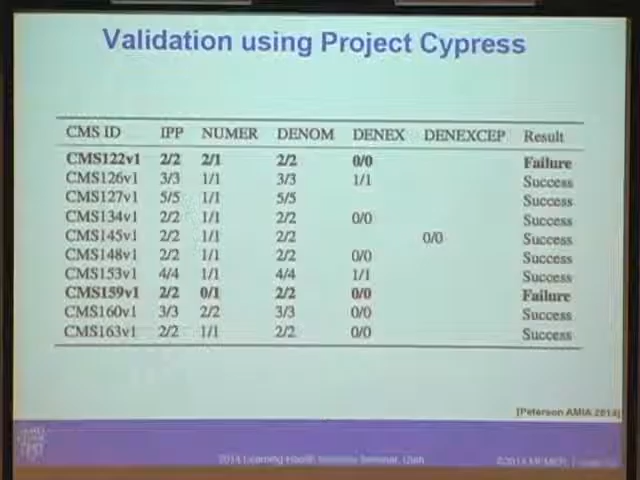 Validation using Project Cypress
CMS ID IPP NUMER DENOM DENEX DENEXCEP Result
CMS122v1 2/2 2/1 2/2 0/0 Failure
CMS126v1 3/3 1/1 3/3 1/1 Success
CMS127v1 5/5 1/1 5/5 Success
CMS134v1 2/2 1/1 2/2 0/0 Success
CMS145v1 2/2 1/1 2/2 0/0 Success
CMS148v1 2/2 1/1 2/2 0/0 Success
CMS153v1 4/4 1/1 4/4 1/1 Success
CMS159v1 2/2 0/1 2/2 0/0 Failure
CMS160v1 3/3 2/2 3/3 0/0 Success
CMS163v1 2/2 1/1 2/2 0/0 Success
[Peterson AMIA 2014]
2014 Learning Health Seminar, Utah